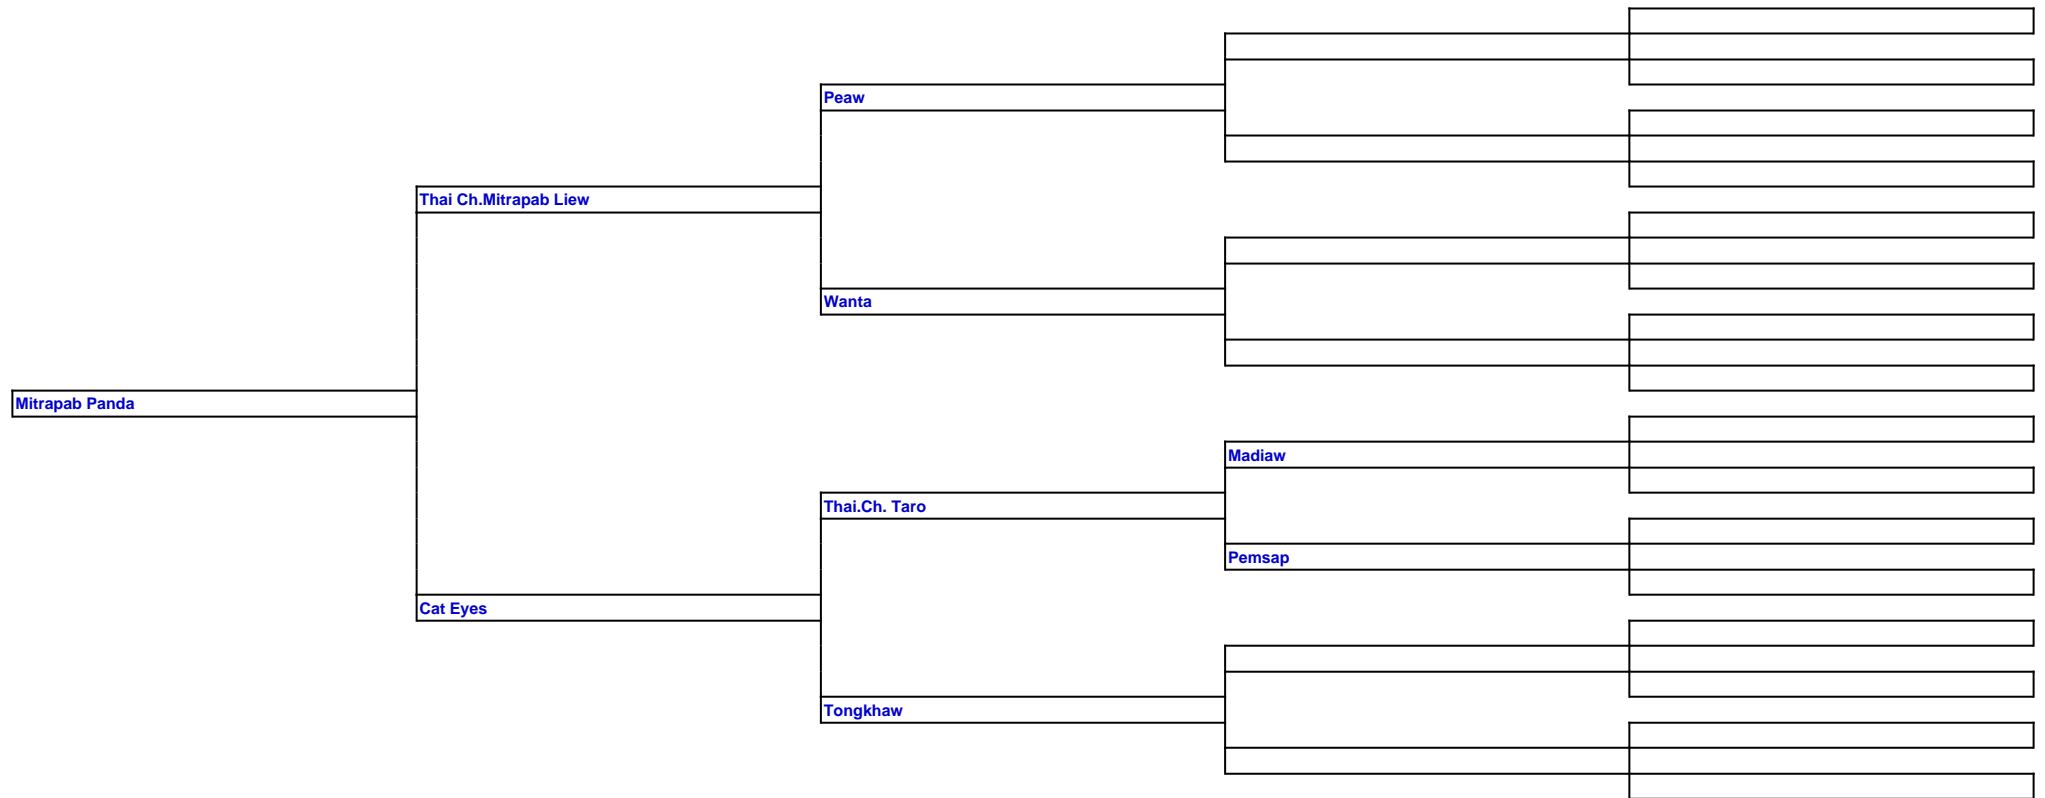 Peaw
Thai Ch.Mitrapab Liew
Wanta
Mitrapab Panda
Madiaw
Thai.Ch. Taro
Pemsap
Cat Eyes
Tongkhaw